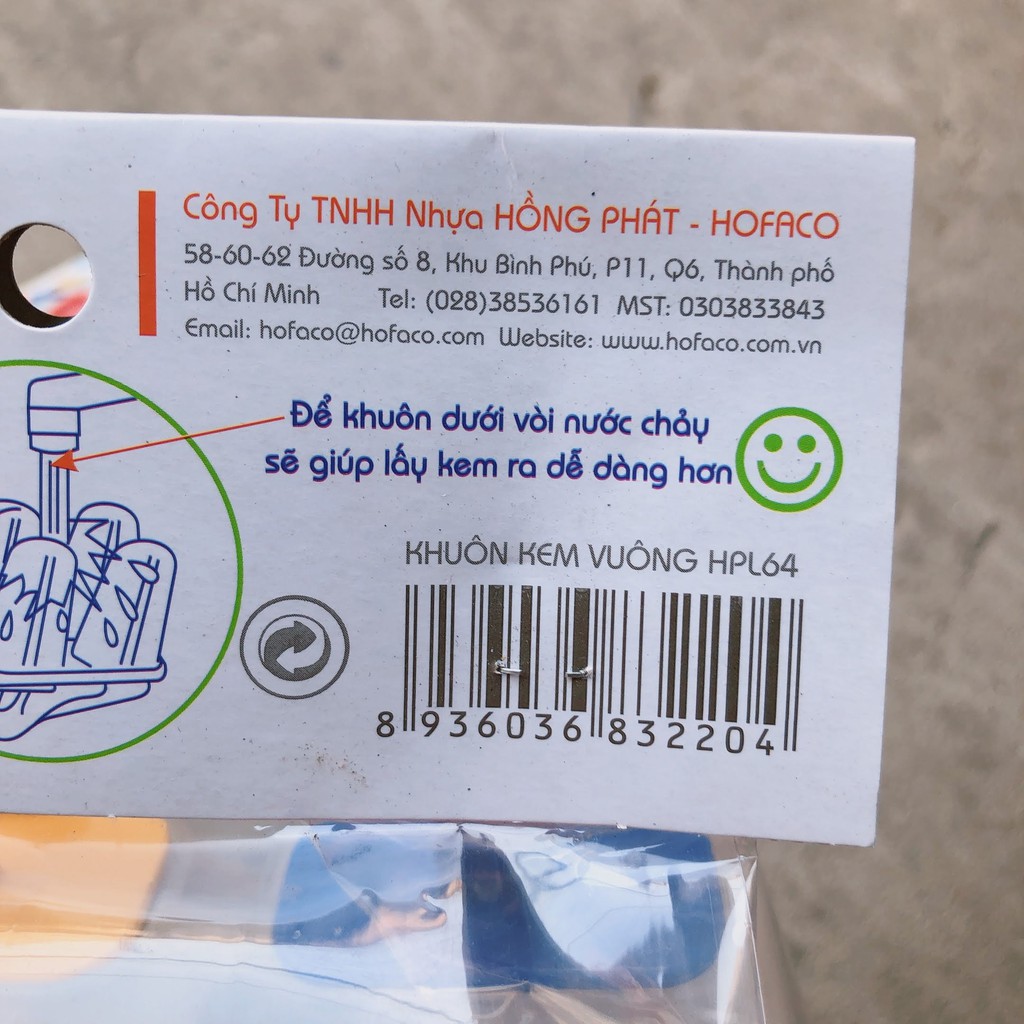 Công Ty TNHH Nhựa HỒNG PHÁT - HOFACO
58-60-62 Đường số 8, Khu Bình Phú, P11, Q6, Thành phố
Hồ Chí Minh Tel: (028)38536161 MST: 0303833843
Email: hofaco@hofaco.com Website: www.hofaco.com.vn
Để khuôn dưới vòi nước chảy
sẽ giúp lấy kem ra dễ dàng hơn
KHUÔN KEM VUÔNG HPL64
8 936036 832204